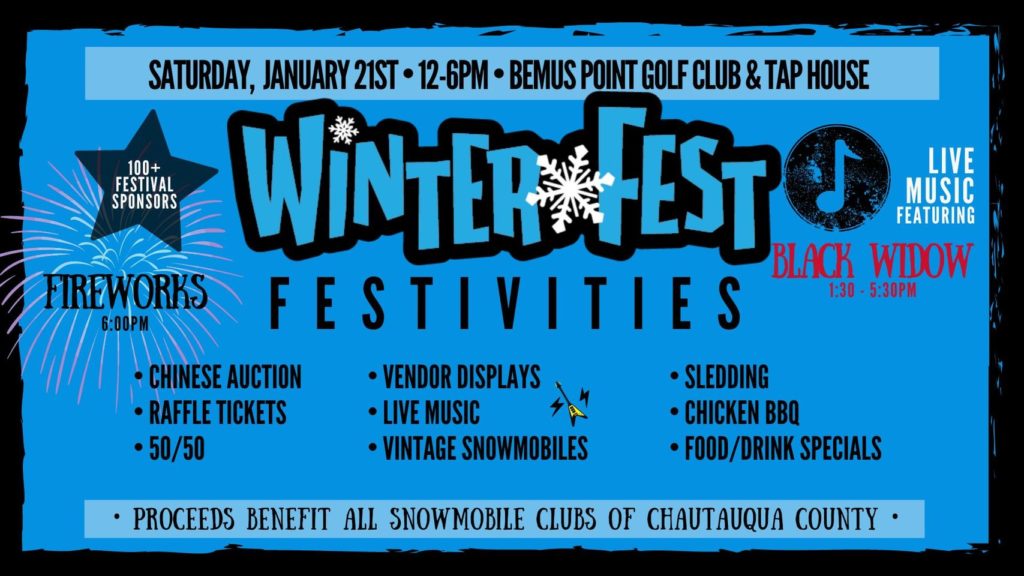 SATURDAY, JANUARY 21ST • 12-6PM • BEMUS POINT GOLF CLUB & TAP HOUSE
100+
FESTIVAL
SPONSORS
WINTER FEST
LIVE
MUSIC
FEATURING
BLACK WIDOW
1:30 - 5:30PM
FIREWORKS
6:00PM
FESTIVITIES
• CHINESE AUCTION
• RAFFLE TICKETS
• 50/50
• VENDOR DISPLAYS
• LIVE MUSIC
• VINTAGE SNOWMOBILES
• SLEDDING
• CHICKEN BBQ
• FOOD/DRINK SPECIALS
• PROCEEDS BENEFIT ALL SNOWMOBILE CLUBS OF CHAUTAUQUA COUNTY •